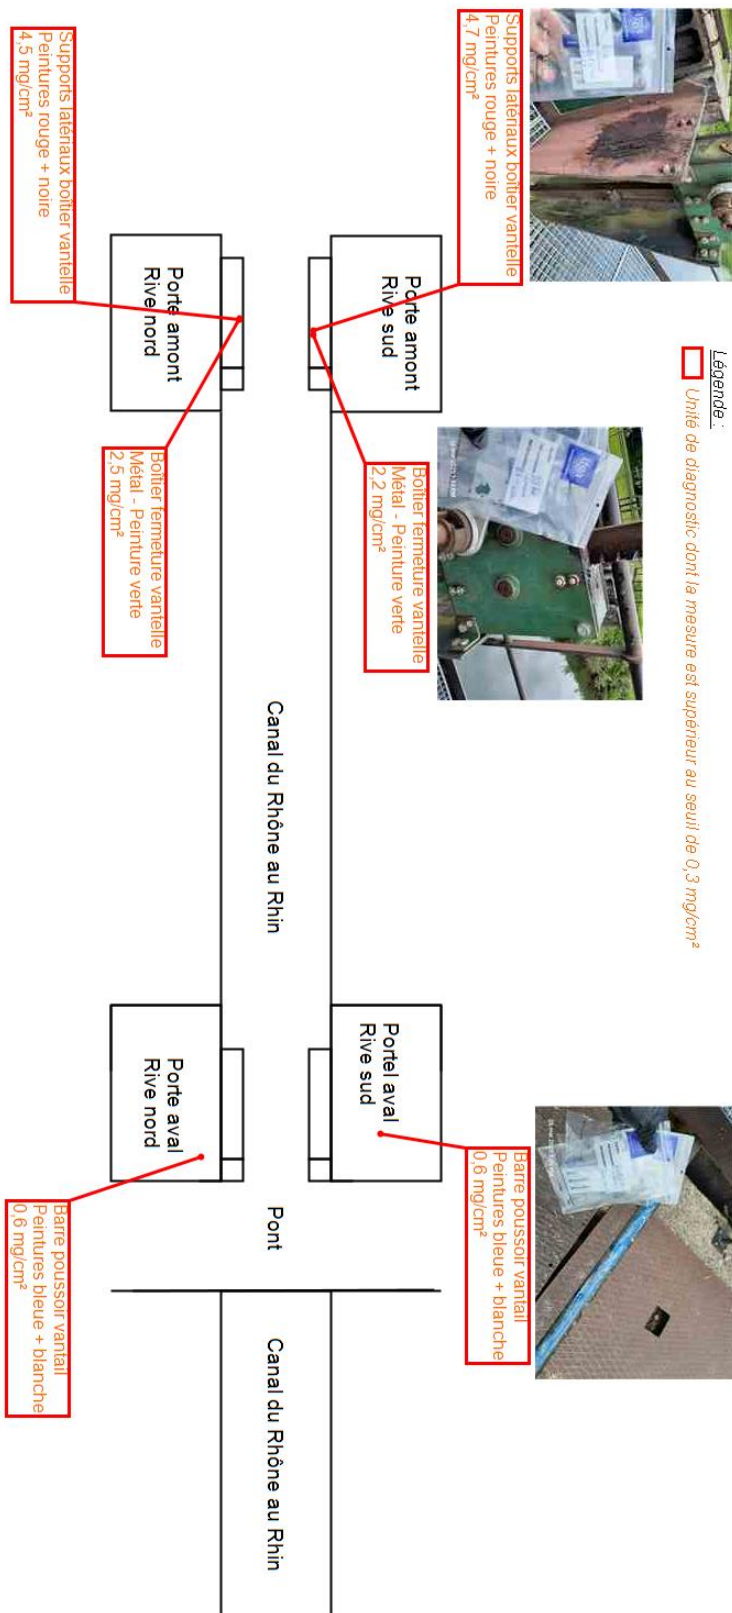 Légende :
Unité de diagnostic dont la mesure est supérieur au seuil de 0,3 mg/cm²
Supports latériaux boîtier vantelle
Peintures rouge + noire
4,7 mg/cm²
Boîtier fermeture vantelle
Métal - Peinture verte
2,2 mg/cm²
Barre poussoir vantail
Peintures bleue + blanche
0,6 mg/cm²
Porte amont
Rive sud
Portel aval
Rive sud
Canal du Rhône au Rhin
Pont
Canal du Rhône au Rhin
Porte amont
Rive nord
Porte aval
Rive nord
Supports latériaux boîtier vantelle
Peintures rouge + noire
4,5 mg/cm²
Boîtier fermeture vantelle
Métal - Peinture verte
2,5 mg/cm²
Barre poussoir vantail
Peintures bleue + blanche
0,6 mg/cm²